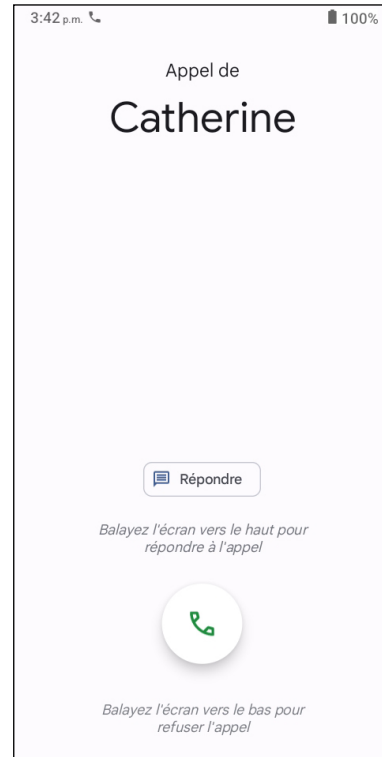 3:42 p.m. 100%
Appel de
Catherine
Répondre
Balayez l'écran vers le haut pour
répondre à l'appel
Balayez l'écran vers le bas pour
refuser l'appel